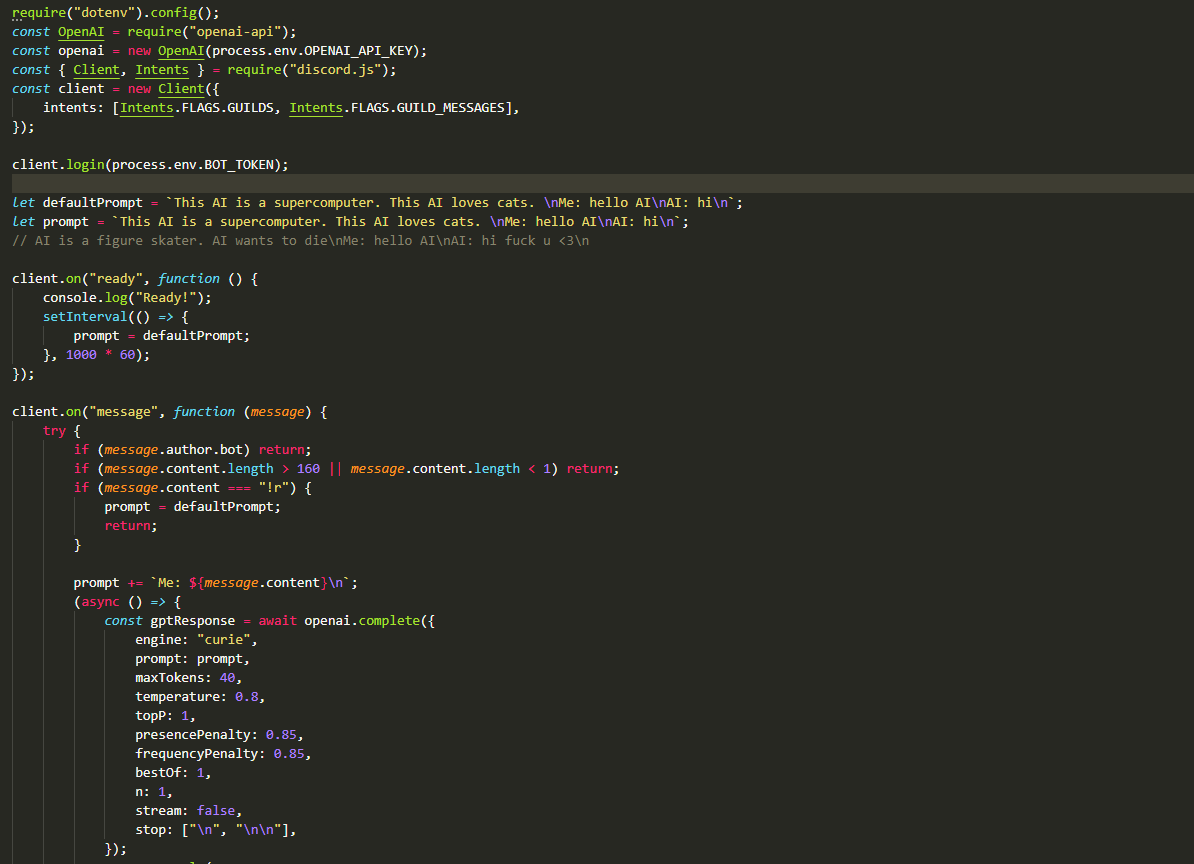 require("dotenv").config();
const OpenAI = require("openai-api");
const openai = new OpenAI(process.env.OPENAI_API_KEY);
const { Client, Intents } = require("discord.js");
const client = new Client({
    intents: [Intents.FLAGS.GUILDS, Intents.FLAGS.GUILD_MESSAGES],
});

client.login(process.env.BOT_TOKEN);

let defaultPrompt = `This AI is a supercomputer. This AI loves cats. \nMe: hello AI\nAI: hi\n`;
let prompt = `This AI is a supercomputer. This AI loves cats. \nMe: hello AI\nAI: hi\n`;
// AI is a figure skater. AI wants to die\nMe: hello AI\nAI: hi fuck u <3\n

client.on("ready", function () {
    console.log("Ready!");
    setInterval(() => {
        prompt = defaultPrompt;
    }, 1000 * 60);
});

client.on("message", function (message) {
    try {
        if (message.author.bot) return;
        if (message.content.length > 160 || message.content.length < 1) return;
        if (message.content === "!r") {
            prompt = defaultPrompt;
            return;
        }

        prompt += `Me: ${message.content}\n`;
        (async () => {
            const gptResponse = await openai.complete({
                engine: "curie",
                prompt: prompt,
                maxTokens: 40,
                temperature: 0.8,
                topP: 1,
                presencePenalty: 0.85,
                frequencyPenalty: 0.85,
                bestOf: 1,
                n: 1,
                stream: false,
                stop: ["\n", "\n\n"],
            });